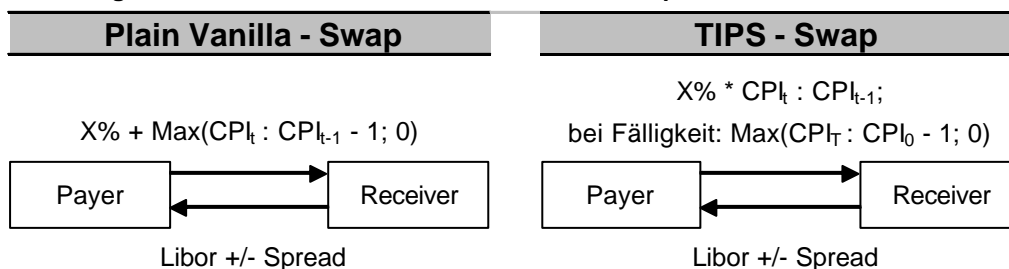 Plain Vanilla - Swap
X% + Max(CPIt : CPIt-1 - 1; 0)
Payer
Receiver
Libor +/- Spread
TIPS - Swap
X% * CPIt : CPIt-1;
bei Fälligkeit: Max(CPIT : CPI0 - 1; 0)
Payer
Receiver
Libor +/- Spread